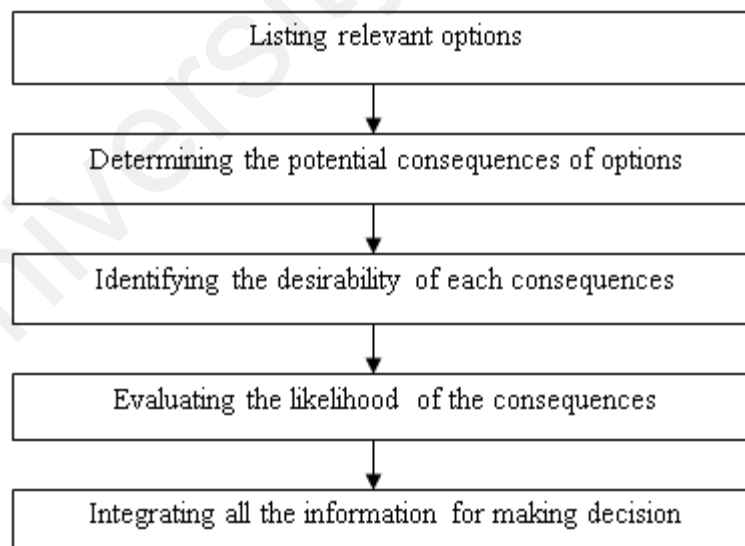 Listing relevant options
Determining the potential consequences of options
Identifying the desirability of each consequences
Evaluating the likelihood of the consequences
Integrating all the information for making decision